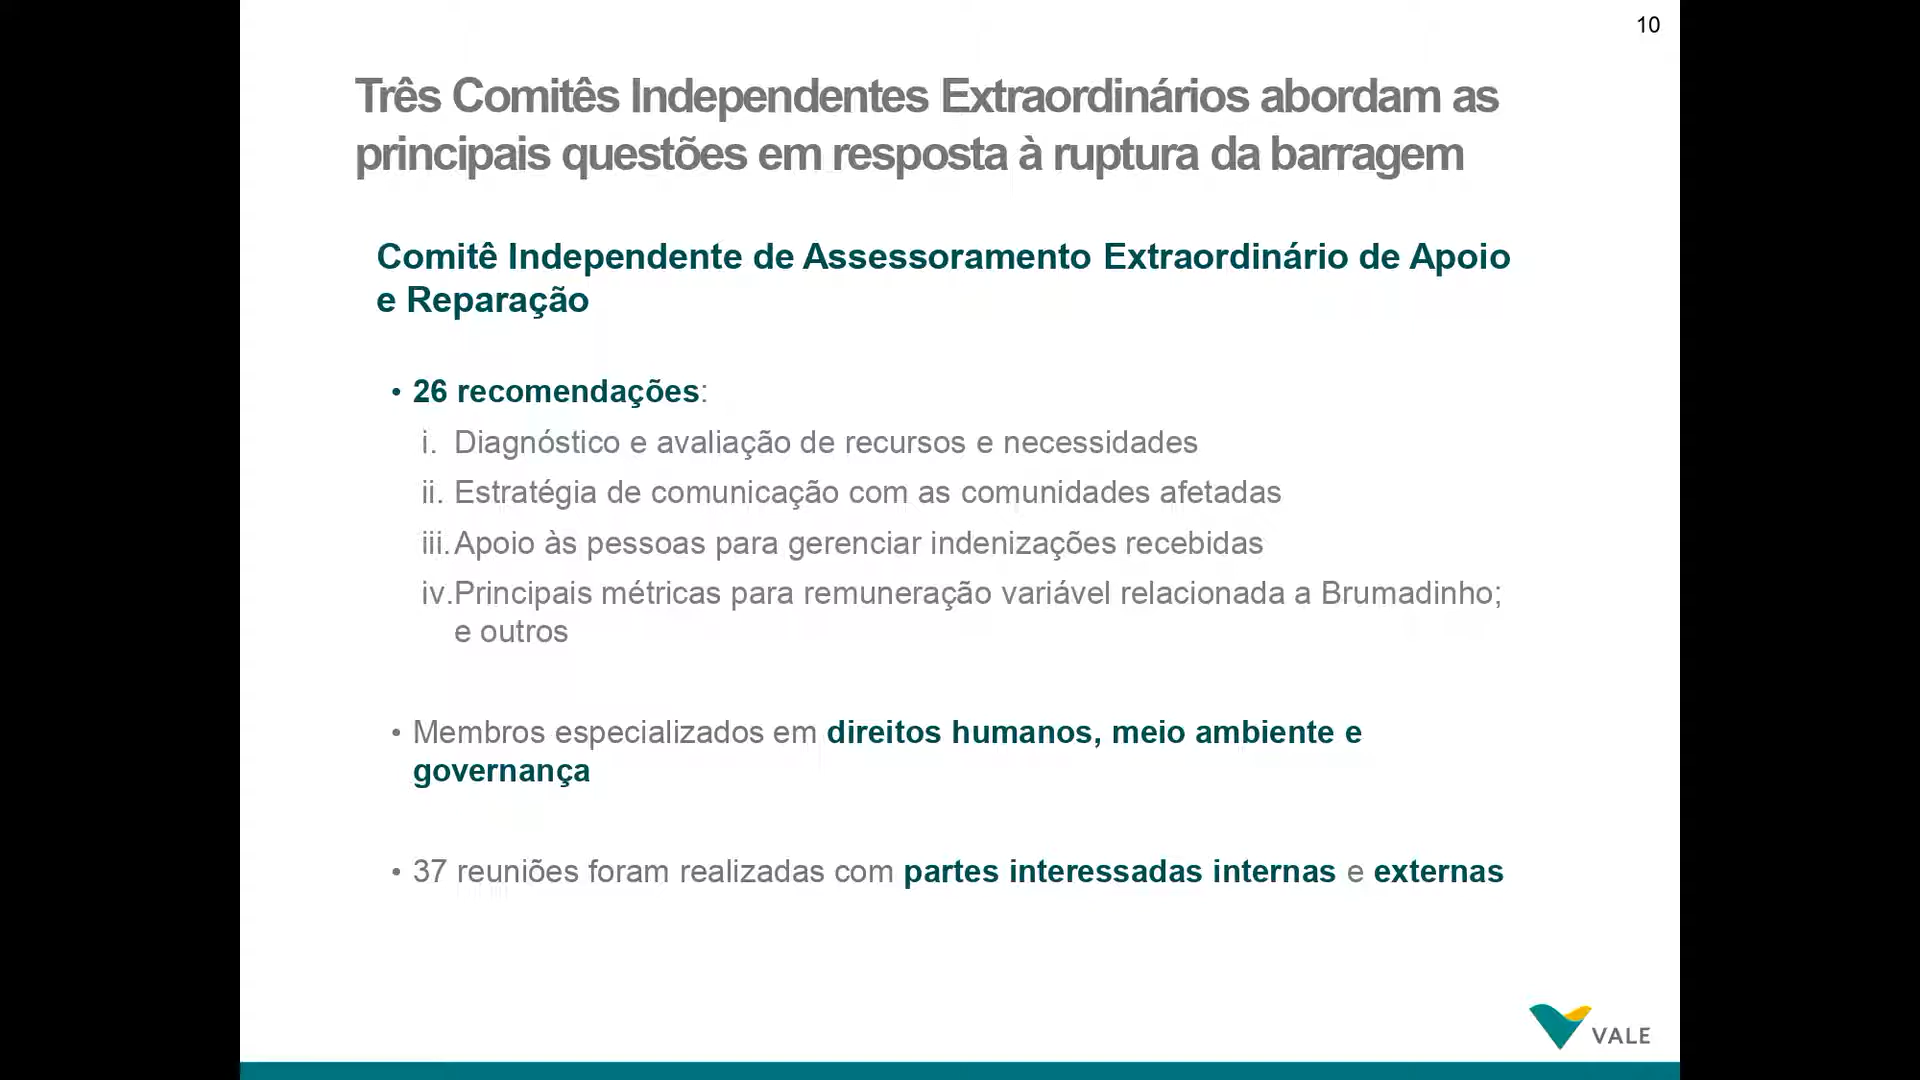 10
Três Comitês Independentes Extraordinários abordam as
principais questões em resposta à ruptura da barragem
Comitê Independente de Assessoramento Extraordinário de Apoio
e Reparação
• 26 recomendações:
i. Diagnóstico e avaliação de recursos e necessidades
ii. Estratégia de comunicação com as comunidades afetadas
iii. Apoio às pessoas para gerenciar indenizações recebidas
iv. Principais métricas para remuneração variável relacionada a Brumadinho;
e outros
• Membros especializados em direitos humanos, meio ambiente e
governança
• 37 reuniões foram realizadas com partes interessadas internas e externas
VALE